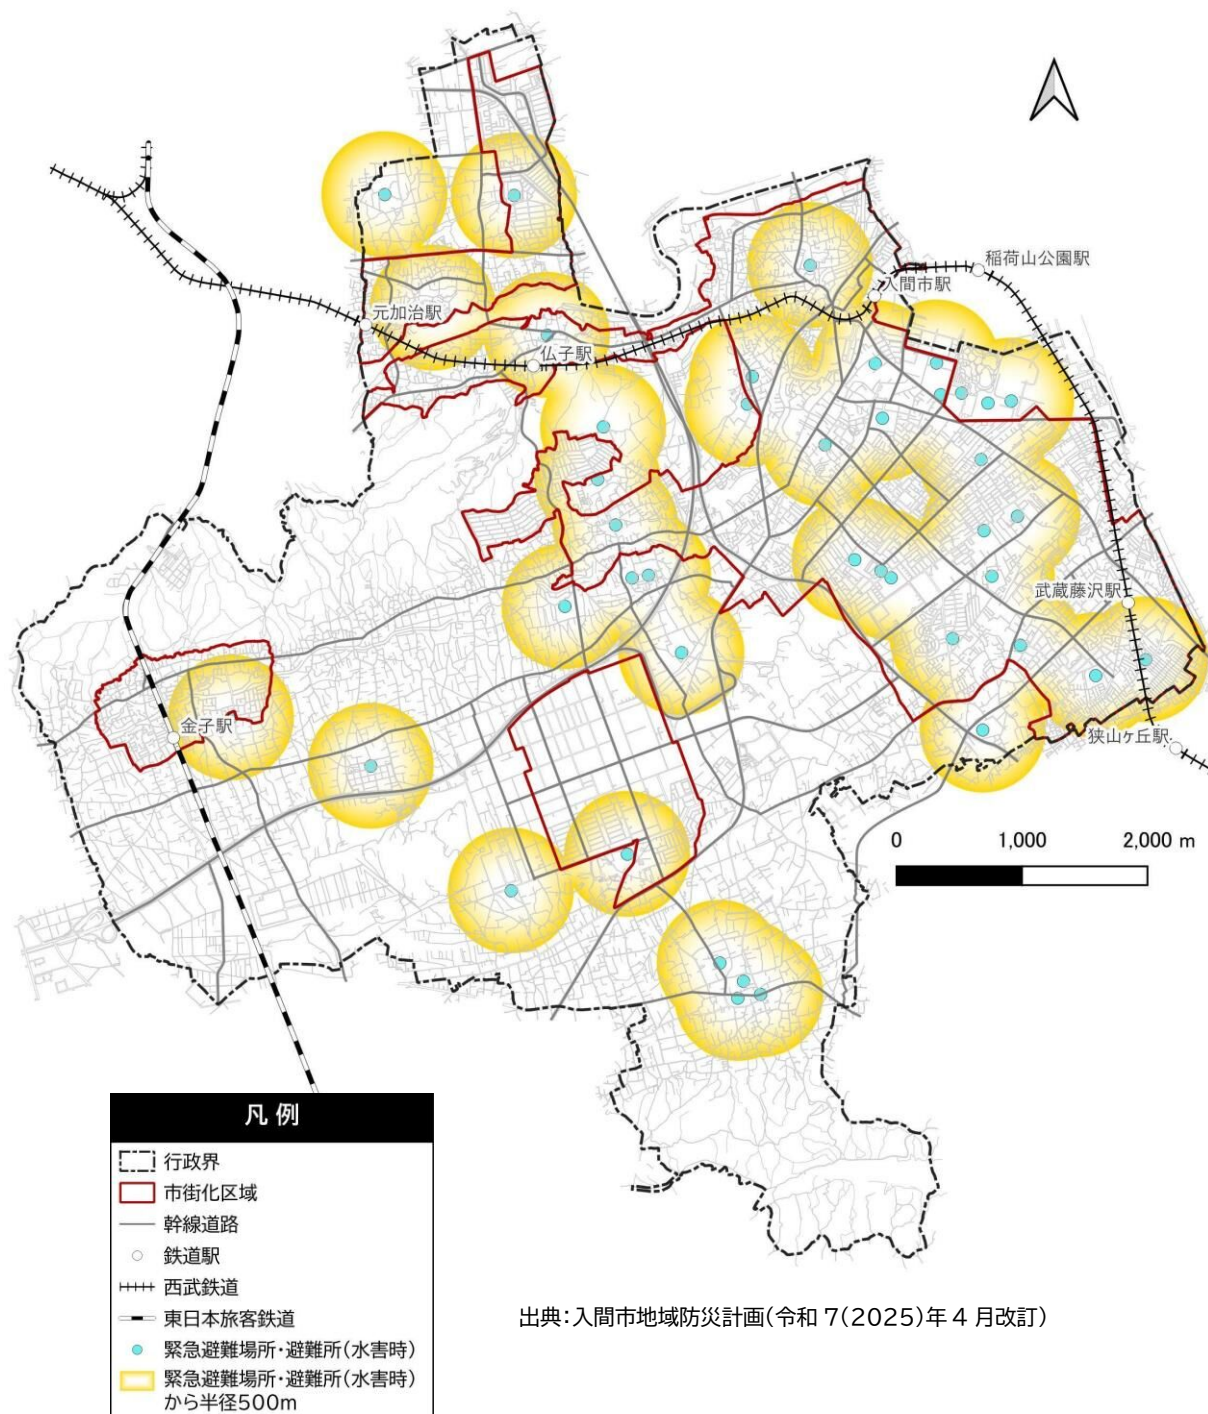 稲荷山公園駅
入間市駅
元加治駅
仏子駅
武蔵藤沢駅
金子駅
狭山ヶ丘駅
0 1,000 2,000 m
凡 例
行政界
市街化区域
幹線道路
鉄道駅
西武鉄道
東日本旅客鉄道
緊急避難場所・避難所(水害時)
緊急避難場所・避難所(水害時)
から半径500m
出典:入間市地域防災計画(令和 7(2025)年 4 月改訂)